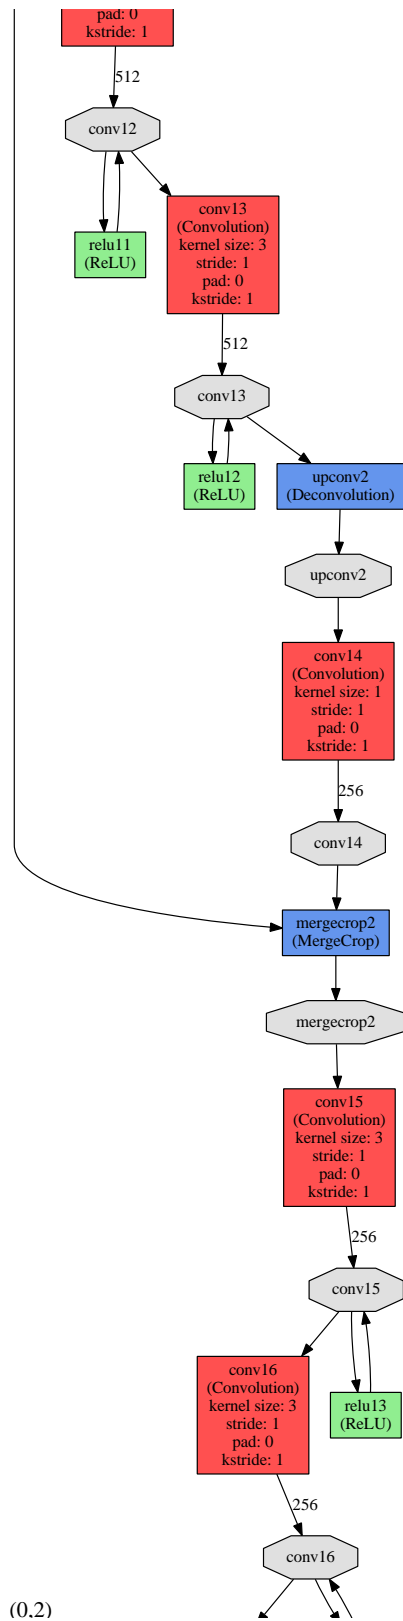 pad: 0
kstride: 1
512
conv12
relu11
(ReLU)
conv13
(Convolution)
kernel size: 3
stride: 1
pad: 0
kstride: 1
512
conv13
relu12
(ReLU)
upconv2
(Deconvolution)
upconv2
conv14
(Convolution)
kernel size: 1
stride: 1
pad: 0
kstride: 1
256
conv14
mergecrop2
(MergeCrop)
mergecrop2
conv15
(Convolution)
kernel size: 3
stride: 1
pad: 0
kstride: 1
256
conv15
conv16
(Convolution)
kernel size: 3
stride: 1
pad: 0
kstride: 1
relu13
(ReLU)
256
conv16
(0,2)